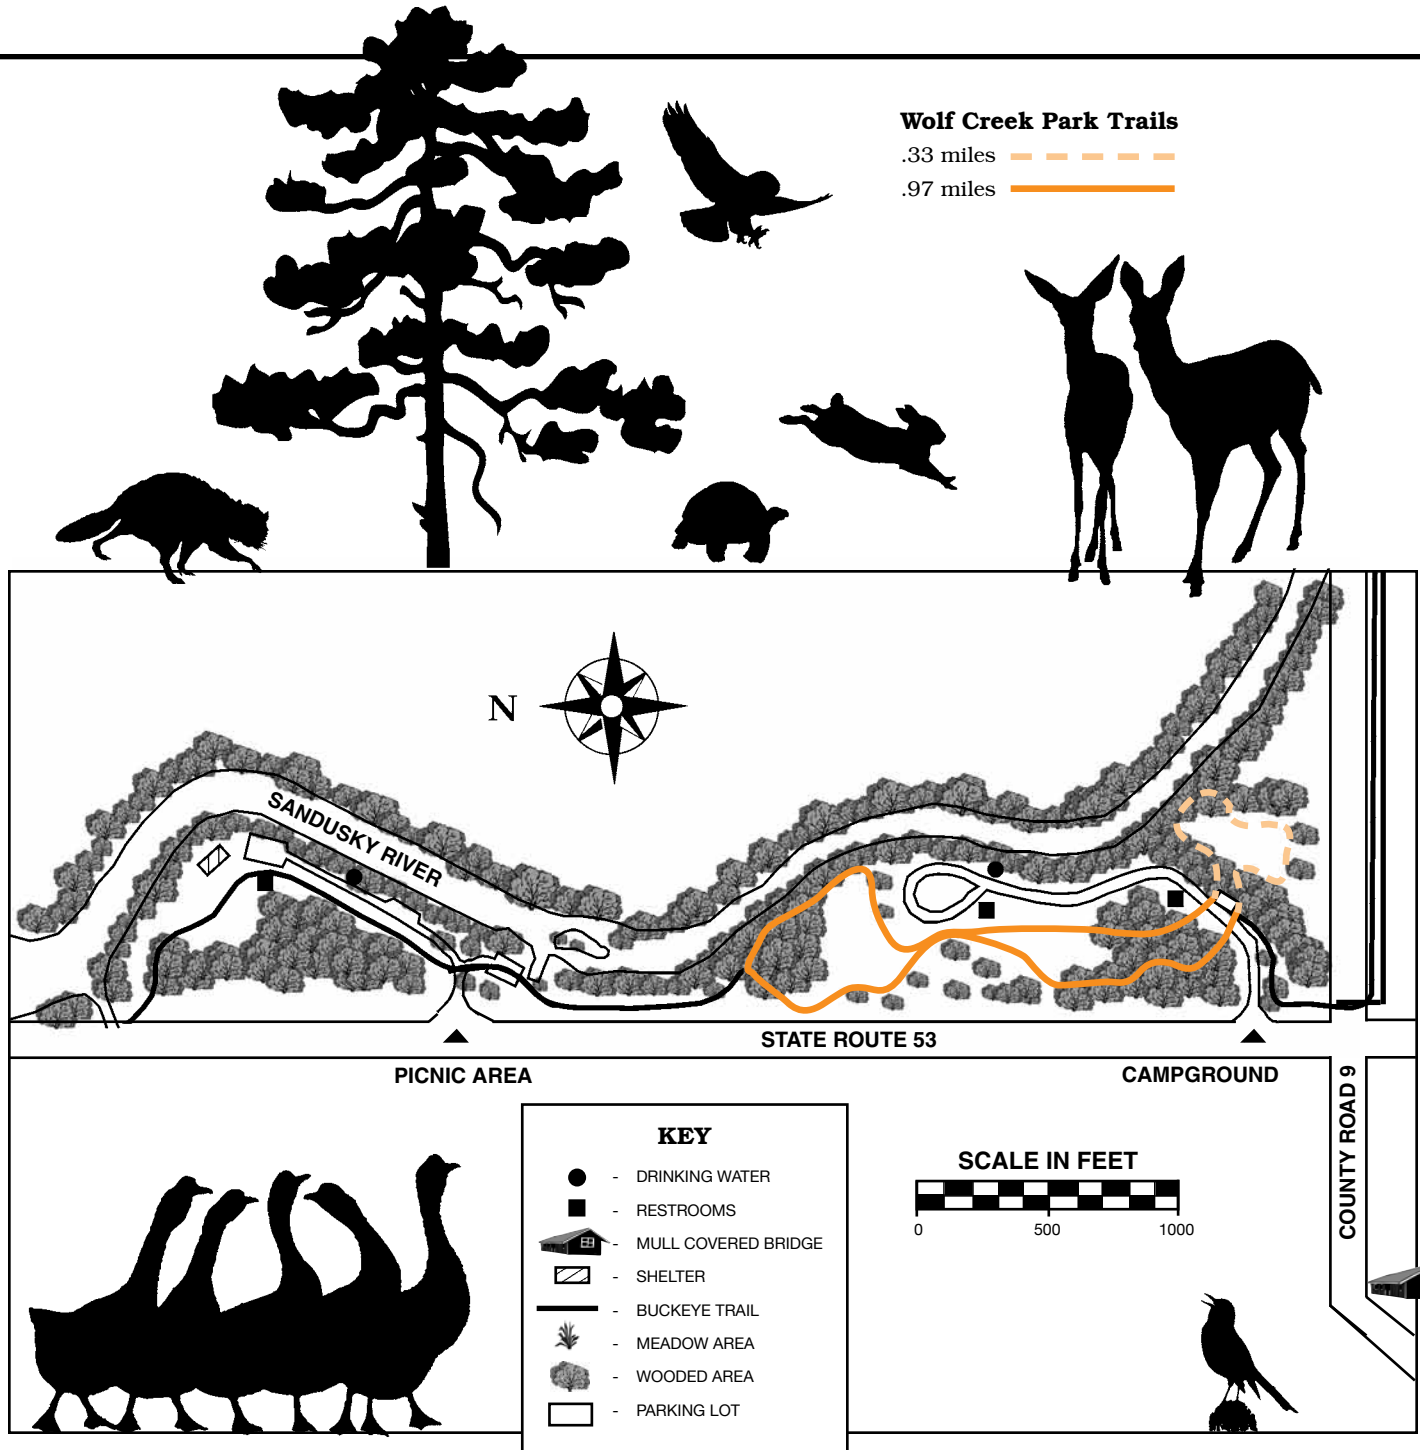 Wolf Creek Park Trails
.33 miles
.97 miles
N
SANDUSKY RIVER
STATE ROUTE 53
PICNIC AREA
CAMPGROUND
COUNTY ROAD 9
KEY
- DRINKING WATER
- RESTROOMS
- MULL COVERED BRIDGE
- SHELTER
- BUCKEYE TRAIL
- MEADOW AREA
- WOODED AREA
- PARKING LOT
SCALE IN FEET
0 500 1000